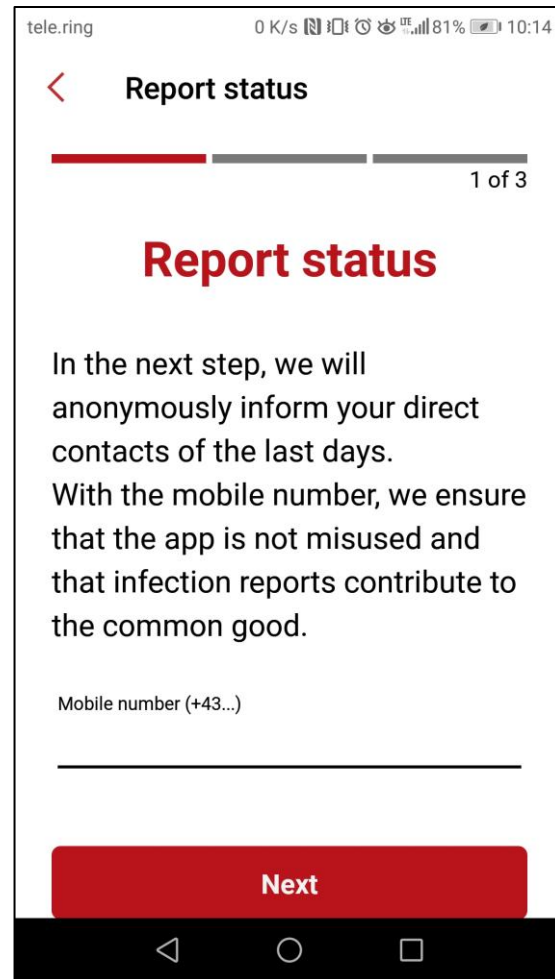 tele.ring 0 K/s LTE 81% 10:14
Report status
1 of 3
Report status
In the next step, we will
anonymously inform your direct
contacts of the last days.
With the mobile number, we ensure
that the app is not misused and
that infection reports contribute to
the common good.
Mobile number (+43...)
Next